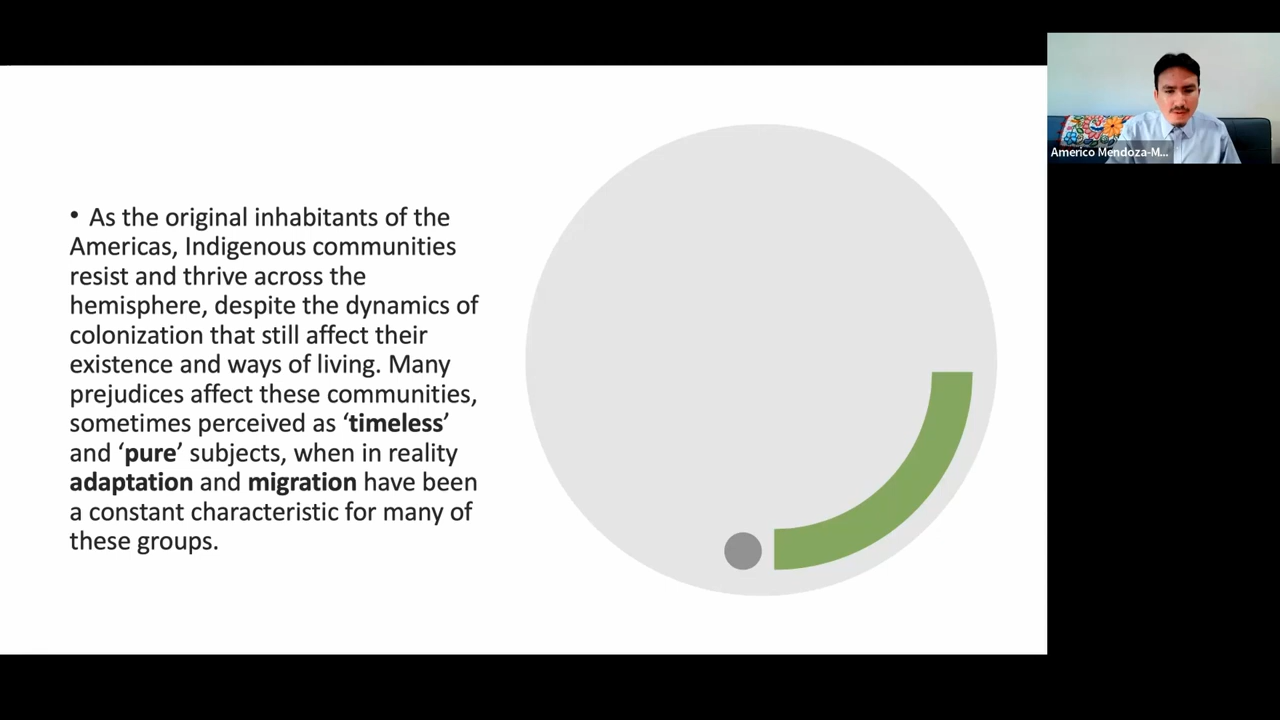 • As the original inhabitants of the
Americas, Indigenous communities
resist and thrive across the
hemisphere, despite the dynamics of
colonization that still affect their
existence and ways of living. Many
prejudices affect these communities,
sometimes perceived as ‘timeless’
and ‘pure’ subjects, when in reality
adaptation and migration have been
a constant characteristic for many of
these groups.
Americo Mendoza-M...